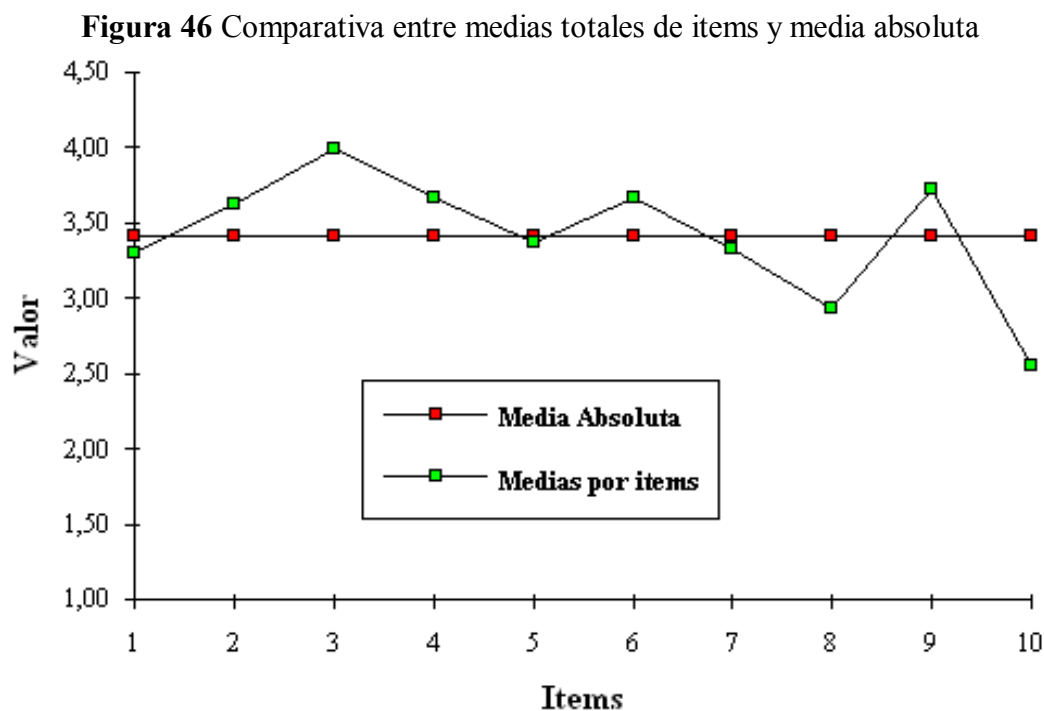 Figura 46 Comparativa entre medias totales de items y media absoluta
4,50
4,00
3,50
3,00
2,50
2,00
1,50
1,00
Valor
Media Absoluta
Medias por items
1 2 3 4 5 6 7 8 9 10
Items